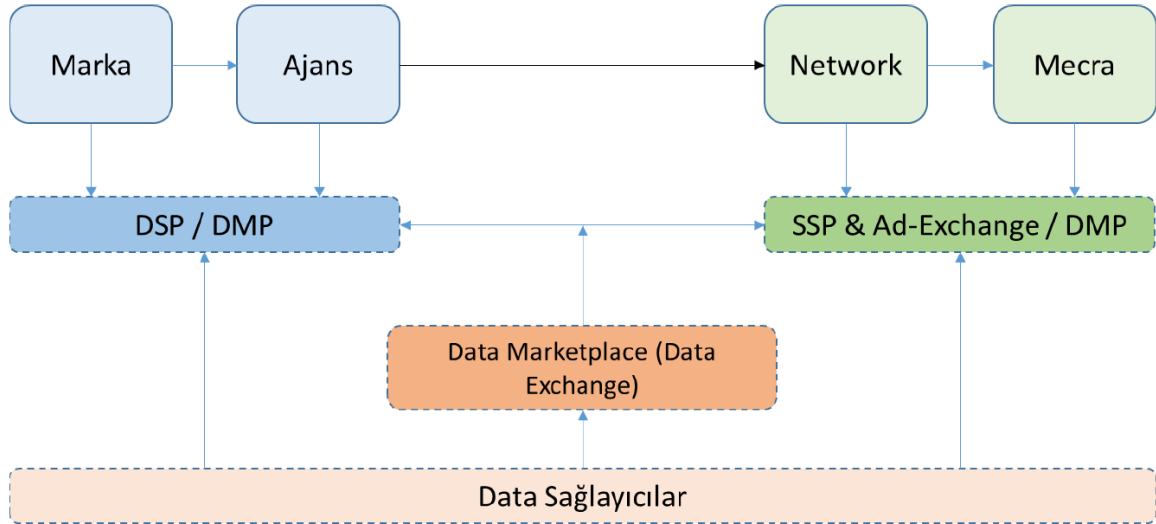 Marka
Ajans
Network
Mecra
DSP / DMP
SSP & Ad-Exchange / DMP
Data Marketplace (Data
Exchange)
Data Sağlayıcılar